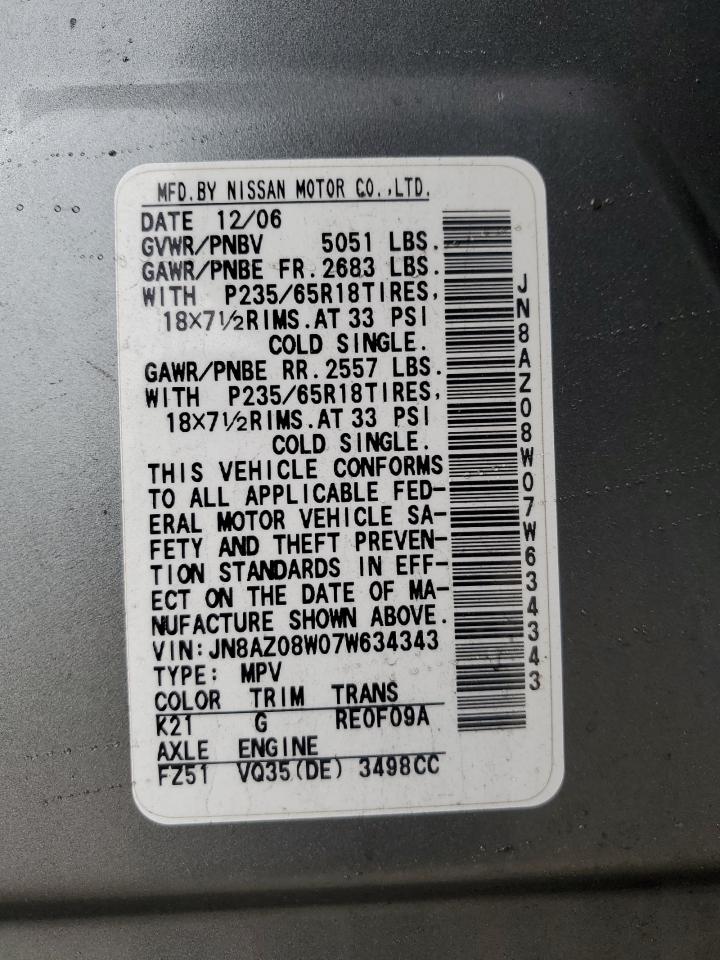 MFD.BY NISSAN MOTOR CO.,LTD.
DATE 12/06
GVWR/PNBV 5051 LBS.
GAWR/PNBE FR.2683 LBS.
WITH P235/65R18TIRES,
18X7½RIMS.AT 33 PSI
COLD SINGLE.
GAWR/PNBE RR.2557 LBS.
WITH P235/65R18TIRES,
18X7½RIMS.AT 33 PSI
COLD SINGLE.
THIS VEHICLE CONFORMS
TO ALL APPLICABLE FED-
ERAL MOTOR VEHICLE SA-
FETY AND THEFT PREVEN-
TION STANDARDS IN EFF-
ECT ON THE DATE OF MA-
NUFACTURE SHOWN ABOVE.
VIN:JN8AZ08W07W634343
TYPE: MPV
COLOR TRIM TRANS
K21 G RE0F09A
AXLE ENGINE
FZ51 VQ35(DE) 3498CC
JN8AZ08W07W634343